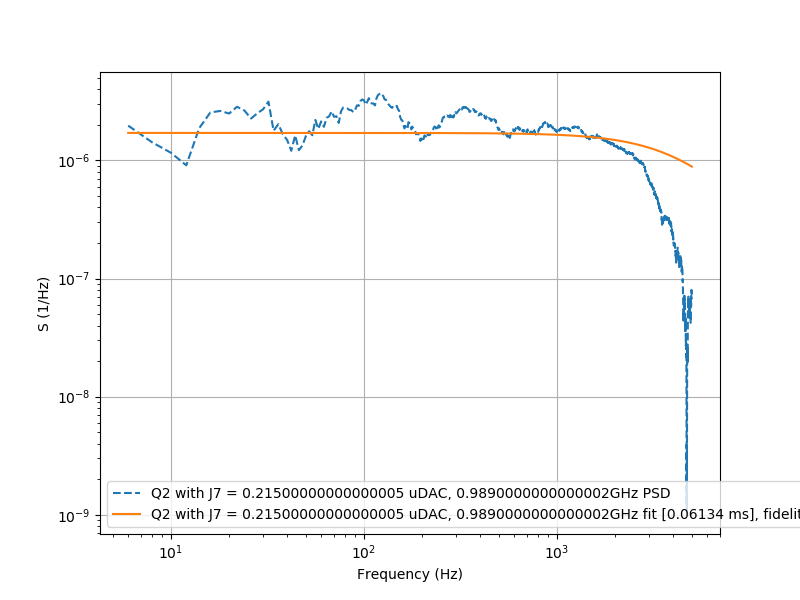 10⁻⁶
10⁻⁷
10⁻⁸
10⁻⁹
S (1/Hz)
Q2 with J7 = 0.21500000000000005 uDAC, 0.9890000000000002GHz PSD
Q2 with J7 = 0.21500000000000005 uDAC, 0.9890000000000002GHz fit [0.06134 ms], fidelit
10¹ 10² 10³
Frequency (Hz)